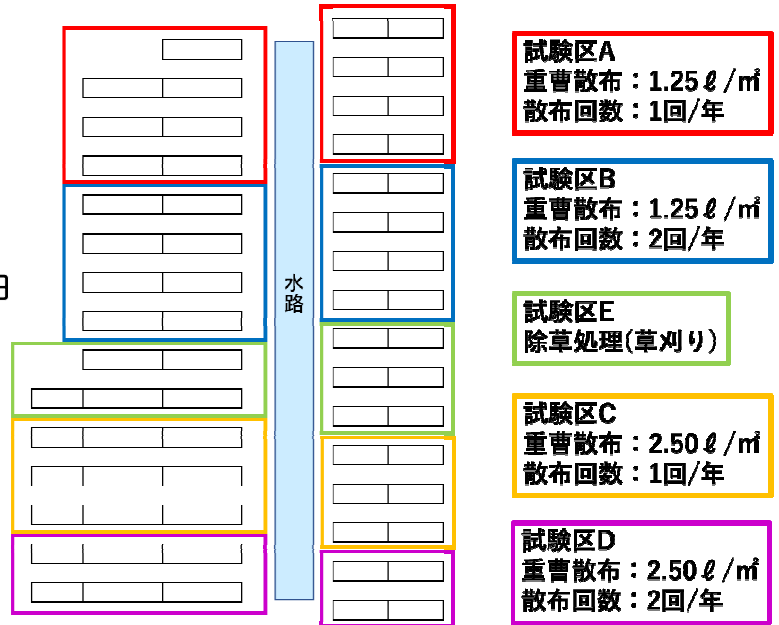 水路
試験区A
重曹散布：1.25ℓ/㎡
散布回数：1回/年
試験区B
重曹散布：1.25ℓ/㎡
散布回数：2回/年
試験区E
除草処理(草刈り)
試験区C
重曹散布：2.50ℓ/㎡
散布回数：1回/年
試験区D
重曹散布：2.50ℓ/㎡
散布回数：2回/年